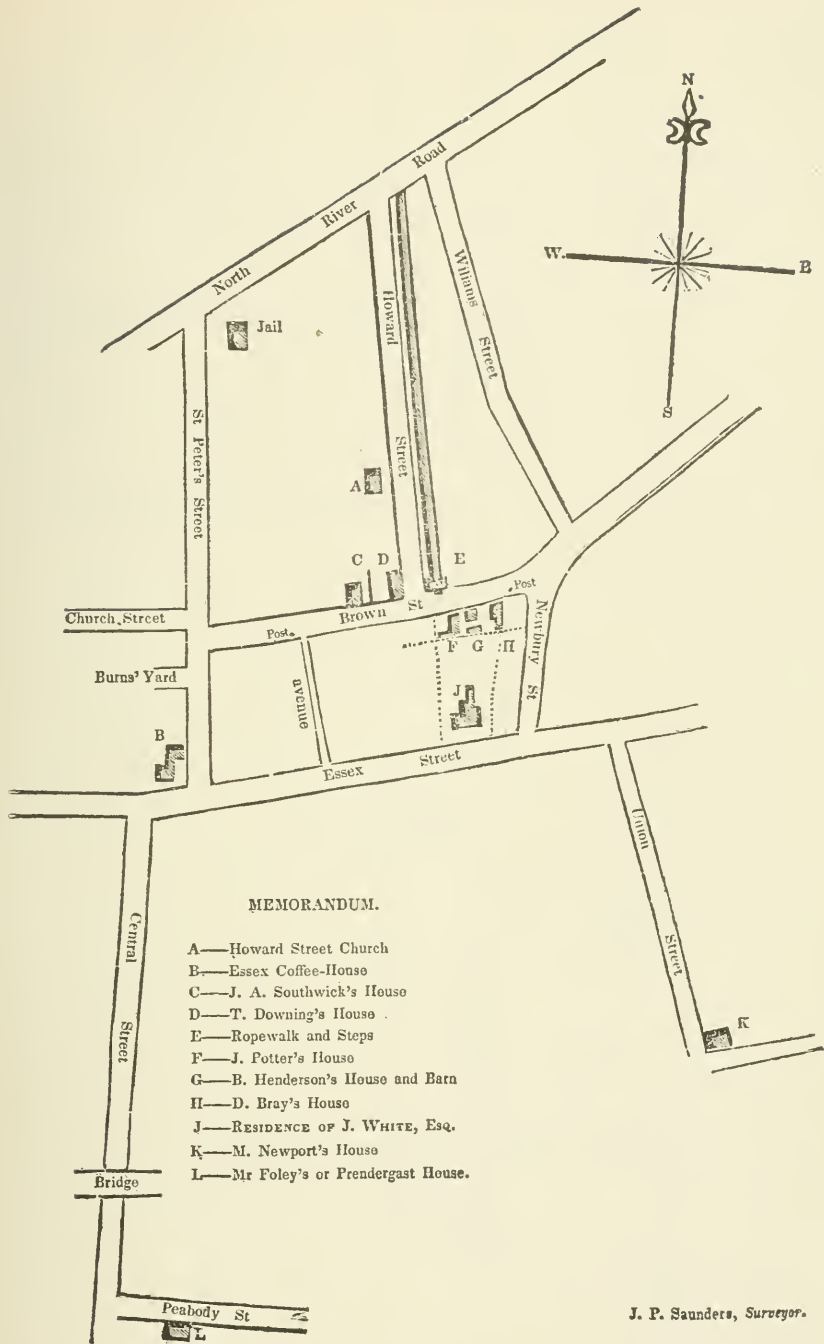 N
W.
E
S
North River Road
Jail
Howard Street
Wiliams Street
St Peter's Street
A
C
D
E
Post
Church Street
Brown St
Post
F
G
H
Newbury St
Burns' Yard
avenue
J
B
Essex Street
Union Street
Central Street
K
MEMORANDUM.
A—Howard Street Church
B—Essex Coffee-House
C—J. A. Southwick's House
D—T. Downing's House
E—Ropewalk and Steps
F—J. Potter's House
G—B. Henderson's House and Barn
H—D. Bray's House
J—RESIDENCE OF J. WHITE, ESQ.
K—M. Newport's House
L—Mr Foley's or Prendergast House.
Bridge
Peabody St
L
J. P. Saunders, Surveyor.